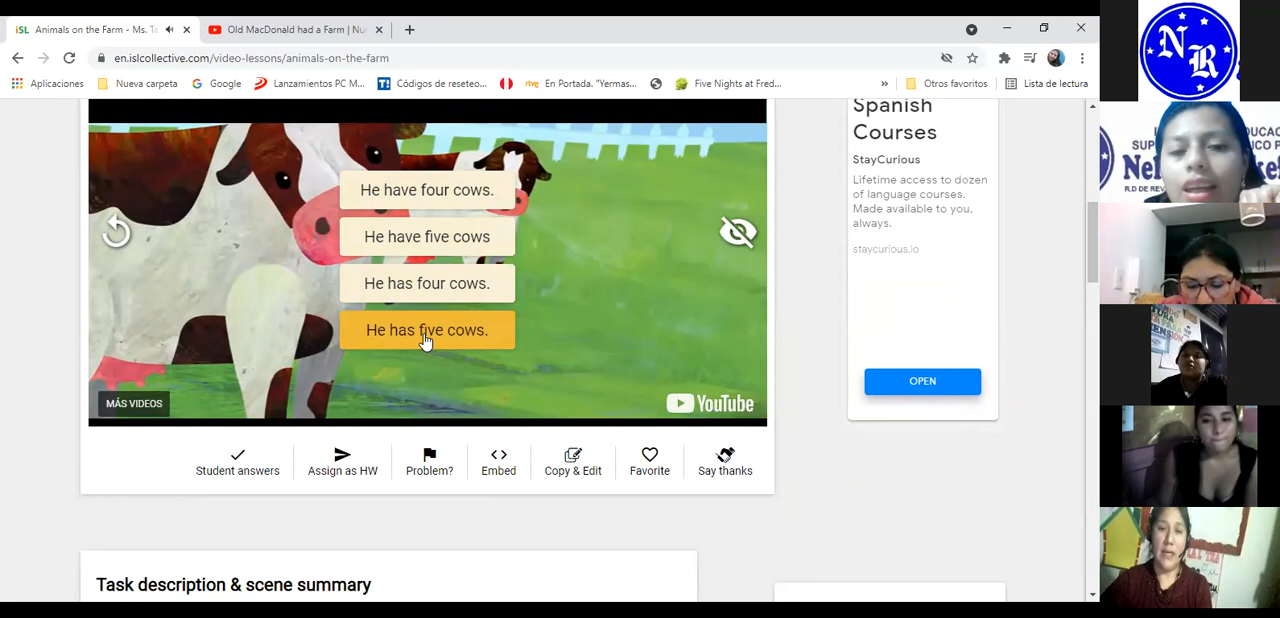 iSL Animals on the Farm - Ms. Te
Old MacDonald had a Farm | Nu
en.islcollective.com/video-lessons/animals-on-the-farm
Aplicaciones
Nueva carpeta
Google
Lanzamientos PC M...
Códigos de reseteo...
rtve En Portada. "Yermas...
Five Nights at Fred...
»
Otros favoritos
Lista de lectura
He have four cows.
He have five cows
He has four cows.
He has five cows.
MÁS VIDEOS
YouTube
Student answers
Assign as HW
Problem?
Embed
Copy & Edit
Favorite
Say thanks
Task description & scene summary
Spanish
Courses
StayCurious
Lifetime access to dozen
of language courses.
Made available to you,
always.
staycurious.io
OPEN
NR